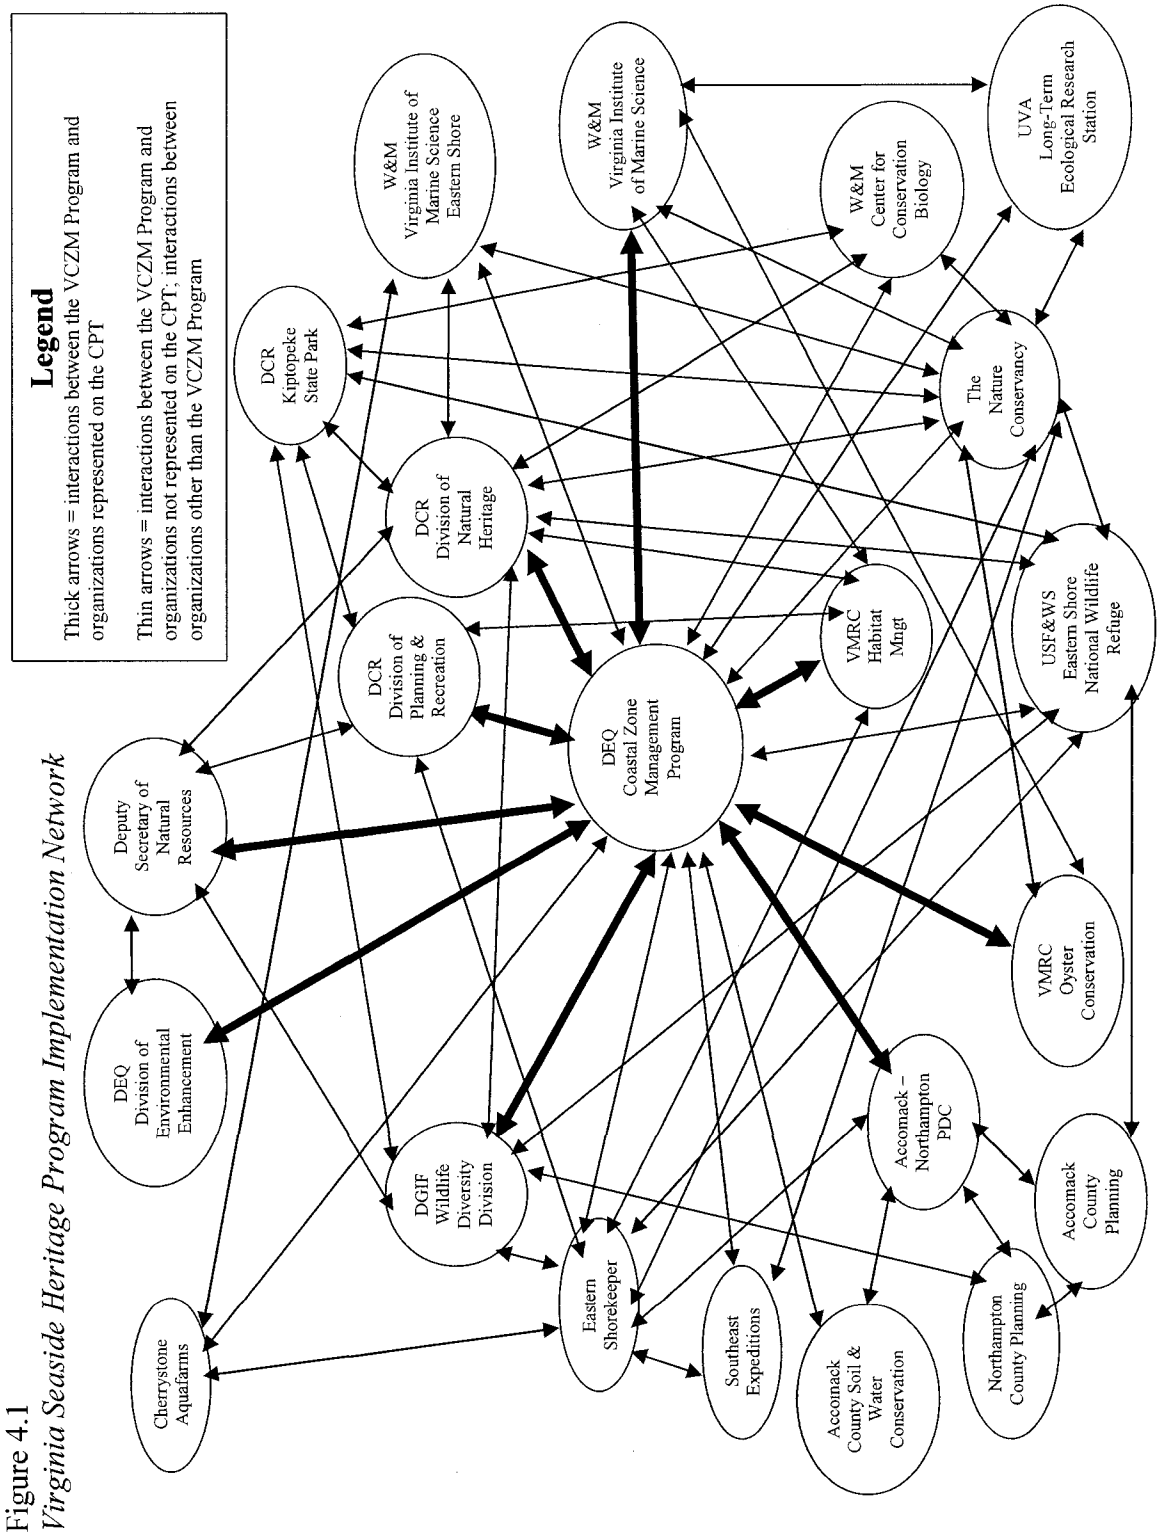 Figure 4.1
Virginia Seaside Heritage Program Implementation Network
Legend
Thick arrows = interactions between the VCZM Program and
organizations represented on the CPT
Thin arrows = interactions between the VCZM Program and
organizations not represented on the CPT; interactions between
organizations other than the VCZM Program
Cherrystone
Aquafarms
DEQ
Division of
Environmental
Enhancement
Deputy
Secretary of
Natural
Resources
DCR
Kiptopeke
State Park
W&M
Virginia Institute of
Marine Science
Eastern Shore
DGIF
Wildlife
Diversity
Division
DCR
Division of
Planning &
Recreation
DCR
Division of
Natural
Heritage
Eastern
Shorekeeper
DEQ
Coastal Zone
Management
Program
W&M
Virginia Institute
of Marine Science
Southeast
Expeditions
Accomack
County Soil &
Water
Conservation
Accomack –
Northampton
PDC
VMRC
Habitat
Mngt
W&M
Center for
Conservation
Biology
Northampton
County Planning
Accomack
County
Planning
VMRC
Oyster
Conservation
USF&WS
Eastern Shore
National Wildlife
Refuge
The
Nature
Conservancy
UVA
Long-Term
Ecological Research
Station